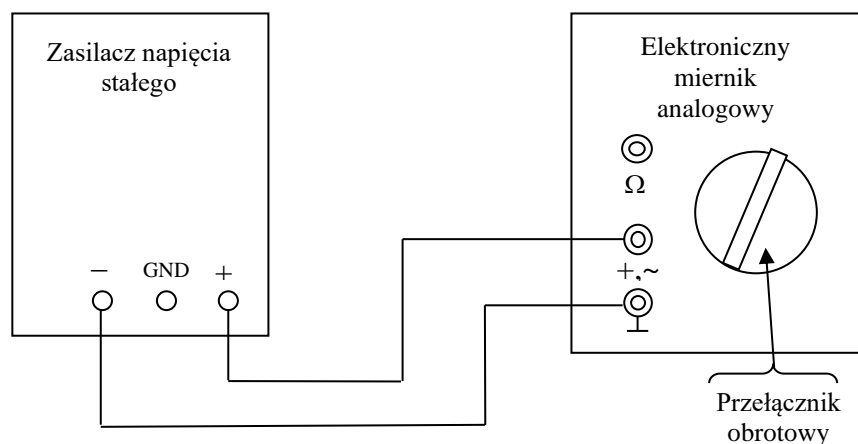 Zasilacz napięcia
stałego
− GND +
Elektroniczny
miernik
analogowy
Ω
+,~
Przełącznik
obrotowy